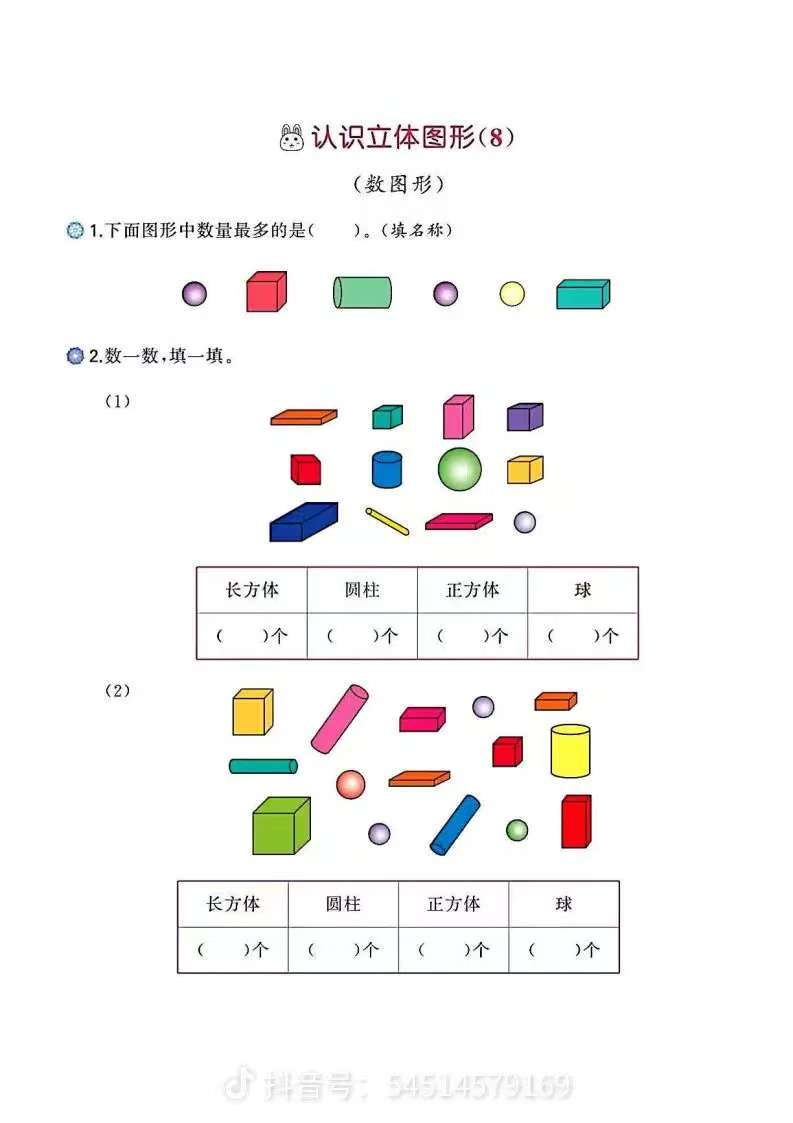 认识立体图形(8)
(数图形)
1.下面图形中数量最多的是(　　)。(填名称)
2.数一数,填一填。
(1)
长方体 圆柱 正方体 球
(　　)个 (　　)个 (　　)个 (　　)个
(2)
长方体 圆柱 正方体 球
(　　)个 (　　)个 (　　)个 (　　)个
抖音号: 54514579169